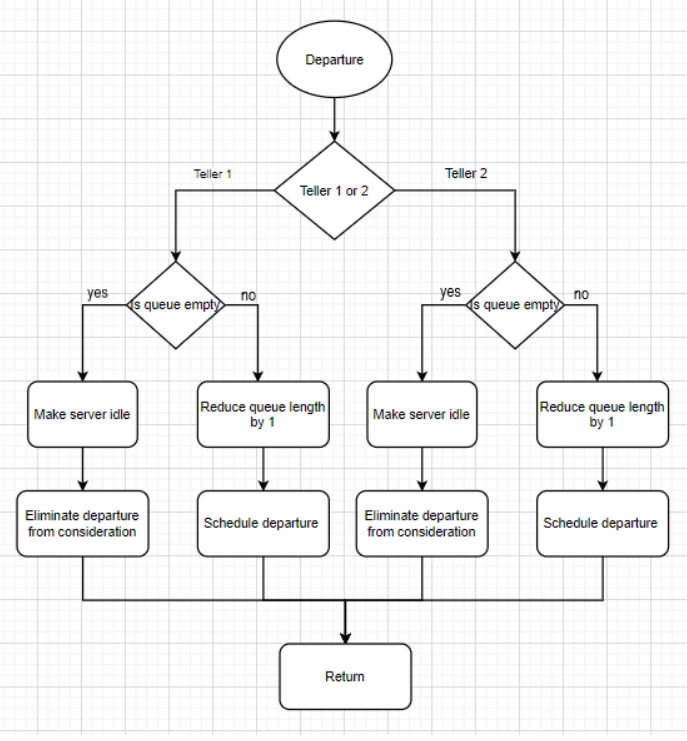 Departure
Teller 1
Teller 2
Teller 1 or 2
yes
Is queue empty
no
yes
Is queue empty
no
Make server idle
Reduce queue length
by 1
Make server idle
Reduce queue length
by 1
Eliminate departure
from consideration
Schedule departure
Eliminate departure
from consideration
Schedule departure
Return